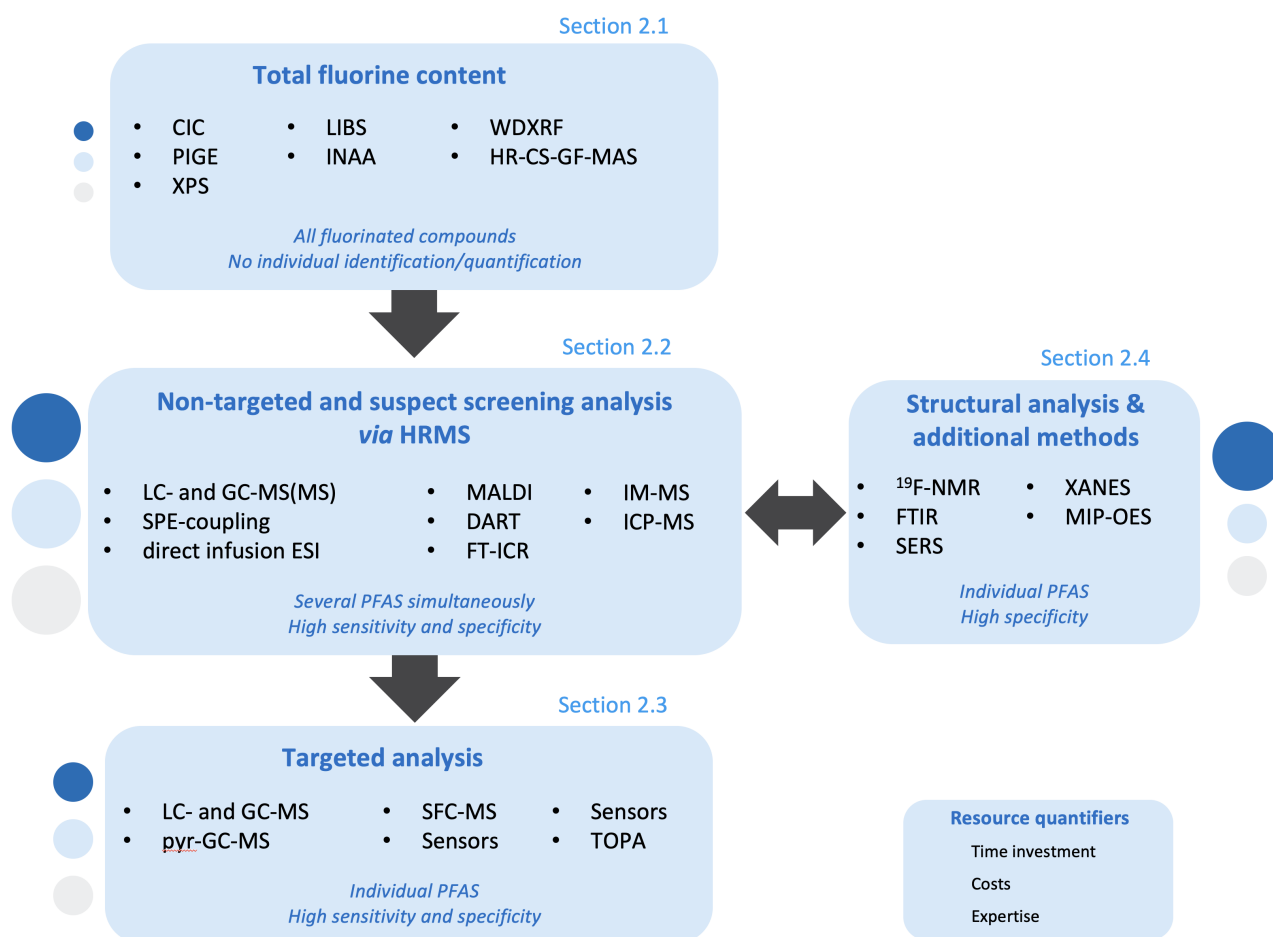 Section 2.1
Total fluorine content
• CIC • LIBS • WDXRF
• PIGE • INAA • HR-CS-GF-MAS
• XPS
All fluorinated compounds
No individual identification/quantification
Section 2.2
Non-targeted and suspect screening analysis
via HRMS
• LC- and GC-MS(MS) • MALDI • IM-MS
• SPE-coupling • DART • ICP-MS
• direct infusion ESI • FT-ICR
Several PFAS simultaneously
High sensitivity and specificity
Section 2.4
Structural analysis &
additional methods
• ¹⁹F-NMR • XANES
• FTIR • MIP-OES
• SERS
Individual PFAS
High specificity
Section 2.3
Targeted analysis
• LC- and GC-MS • SFC-MS • Sensors
• pyr-GC-MS • Sensors • TOPA
Individual PFAS
High sensitivity and specificity
Resource quantifiers
Time investment
Costs
Expertise